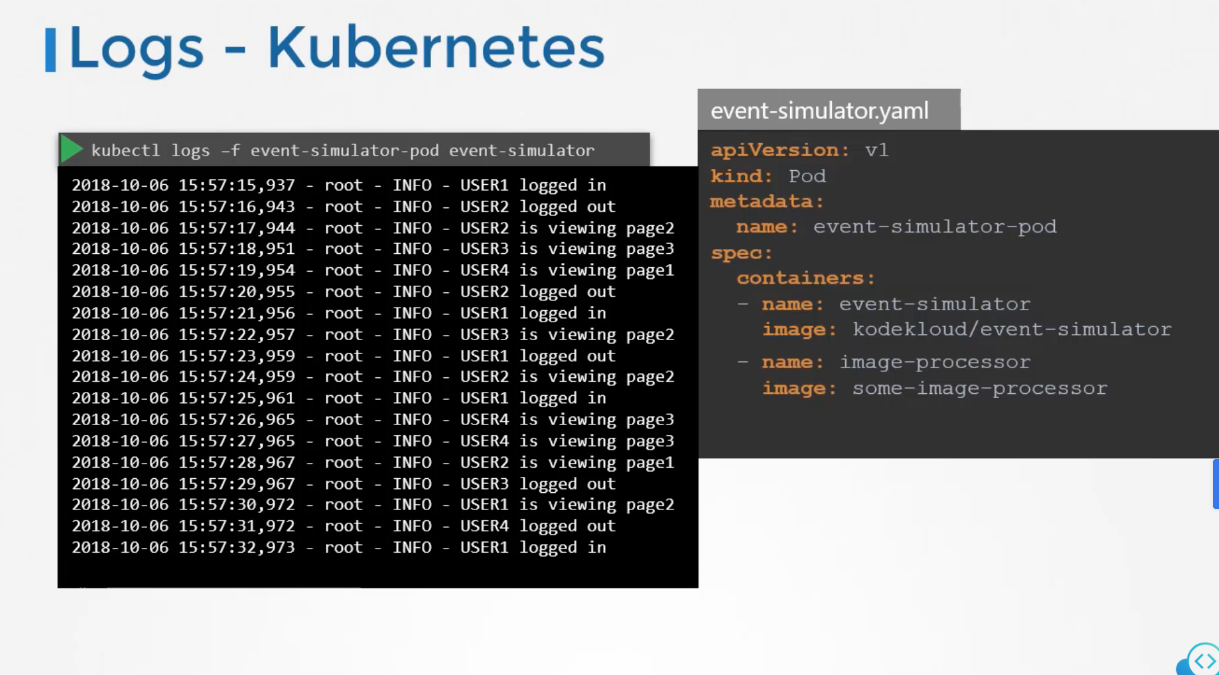 Logs - Kubernetes
kubectl logs –f event-simulator-pod event-simulator
2018-10-06 15:57:15,937 - root - INFO - USER1 logged in
2018-10-06 15:57:16,943 - root - INFO - USER2 logged out
2018-10-06 15:57:17,944 - root - INFO - USER2 is viewing page2
2018-10-06 15:57:18,951 - root - INFO - USER3 is viewing page3
2018-10-06 15:57:19,954 - root - INFO - USER4 is viewing page1
2018-10-06 15:57:20,955 - root - INFO - USER2 logged out
2018-10-06 15:57:21,956 - root - INFO - USER1 logged in
2018-10-06 15:57:22,957 - root - INFO - USER3 is viewing page2
2018-10-06 15:57:23,959 - root - INFO - USER1 logged out
2018-10-06 15:57:24,959 - root - INFO - USER2 is viewing page2
2018-10-06 15:57:25,961 - root - INFO - USER1 logged in
2018-10-06 15:57:26,965 - root - INFO - USER4 is viewing page3
2018-10-06 15:57:27,965 - root - INFO - USER4 is viewing page3
2018-10-06 15:57:28,967 - root - INFO - USER2 is viewing page1
2018-10-06 15:57:29,967 - root - INFO - USER3 logged out
2018-10-06 15:57:30,972 - root - INFO - USER1 is viewing page2
2018-10-06 15:57:31,972 - root - INFO - USER4 logged out
2018-10-06 15:57:32,973 - root - INFO - USER1 logged in
event-simulator.yaml
apiVersion: v1
kind: Pod
metadata:
  name: event-simulator-pod
spec:
  containers:
  - name: event-simulator
    image: kodekloud/event-simulator
  - name: image-processor
    image: some-image-processor